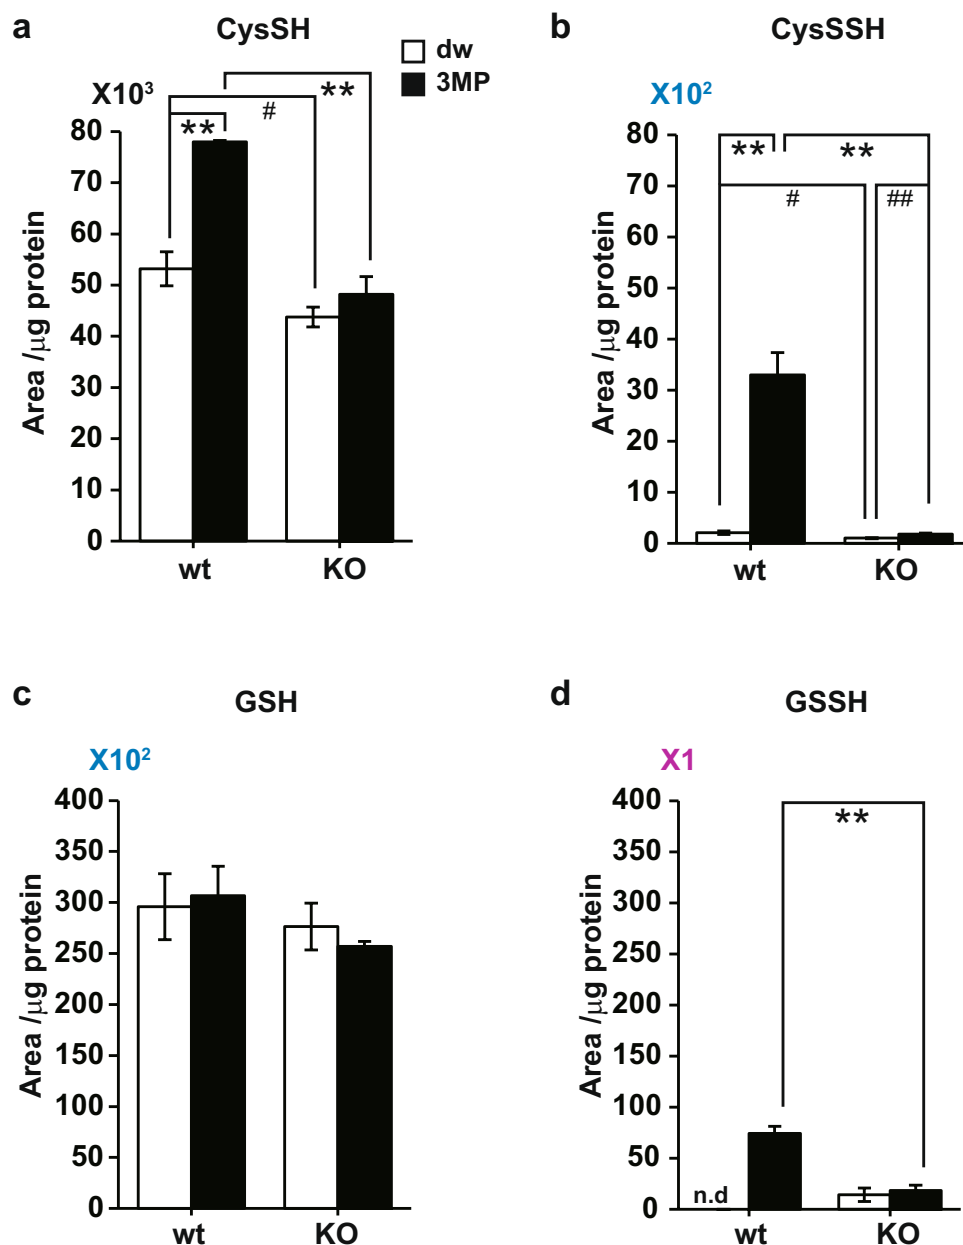 a
CysSH
dw
3MP
X10³
**
#
**
80
70
60
50
40
30
20
10
0
Area /μg protein
wt
KO
b
CysSSH
X10²
**
**
#
##
80
70
60
50
40
30
20
10
0
Area /μg protein
wt
KO
c
GSH
X10²
400
350
300
250
200
150
100
50
0
Area /μg protein
wt
KO
d
GSSH
X1
**
400
350
300
250
200
150
100
50
0
Area /μg protein
n.d
wt
KO